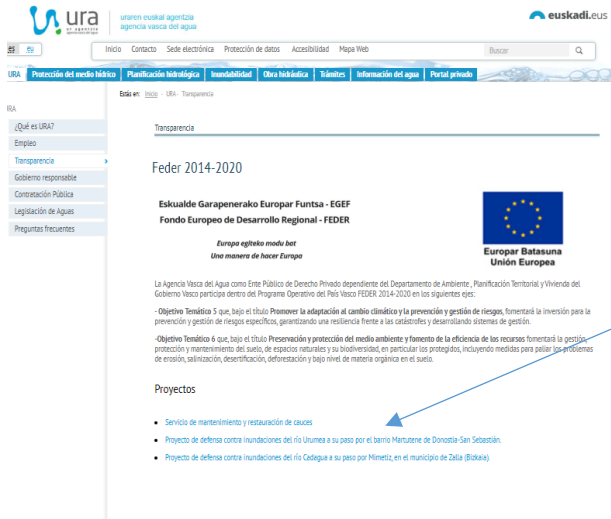 ura
uraren euskal agentzia
agencia vasca del agua
euskadi.eus
es eu
Inicio Contacto Sede electrónica Protección de datos Accesibilidad Mapa Web
Buscar
URA Protección del medio hídrico Planificación hidrológica Inundabilidad Obra hidráulica Trámites Información del agua Portal privado
Estás en: Inicio - URA - Transparencia
¿Qué es URA?
Empleo
Transparencia
Gobierno responsable
Contratación Pública
Legislación de Aguas
Preguntas frecuentes
Transparencia
Feder 2014-2020
Eskualde Garapenerako Europar Funtsa - EGEF
Fondo Europeo de Desarrollo Regional - FEDER
Europa egiteko modu bat
Una manera de hacer Europa
Europar Batasuna
Unión Europea
La Agencia Vasca del Agua como Ente Público de Derecho Privado dependiente del Departamento de Ambiente , Planificación Territorial y Vivienda del
Gobierno Vasco participa dentro del Programa Operativo del País Vasco FEDER 2014-2020 en los siguientes ejes:
- Objetivo Temático 5 que, bajo el título Promover la adaptación al cambio climático y la prevención y gestión de riesgos, fomentará la inversión para la
prevención y gestión de riesgos específicos, garantizando una resiliencia frente a las catástrofes y desarrollando sistemas de gestión.
-Objetivo Temático 6 que, bajo el título Preservación y protección del medio ambiente y fomento de la eficiencia de los recursos fomentará la gestión,
protección y mantenimiento del suelo, de espacios naturales y su biodiversidad, en particular los protegidos, incluyendo medidas para paliar los problemas
de erosión, salinización, desertificación, deforestación y bajo nivel de materia orgánica en el suelo.
Proyectos
Servicio de mantenimiento y restauración de cauces
Proyecto de defensa contra inundaciones del río Urumea a su paso por el barrio Martutene de Donostia-San Sebastián.
Proyecto de defensa contra inundaciones del río Cadagua a su paso por Mimetiz, en el municipio de Zalla (Bizkaia).